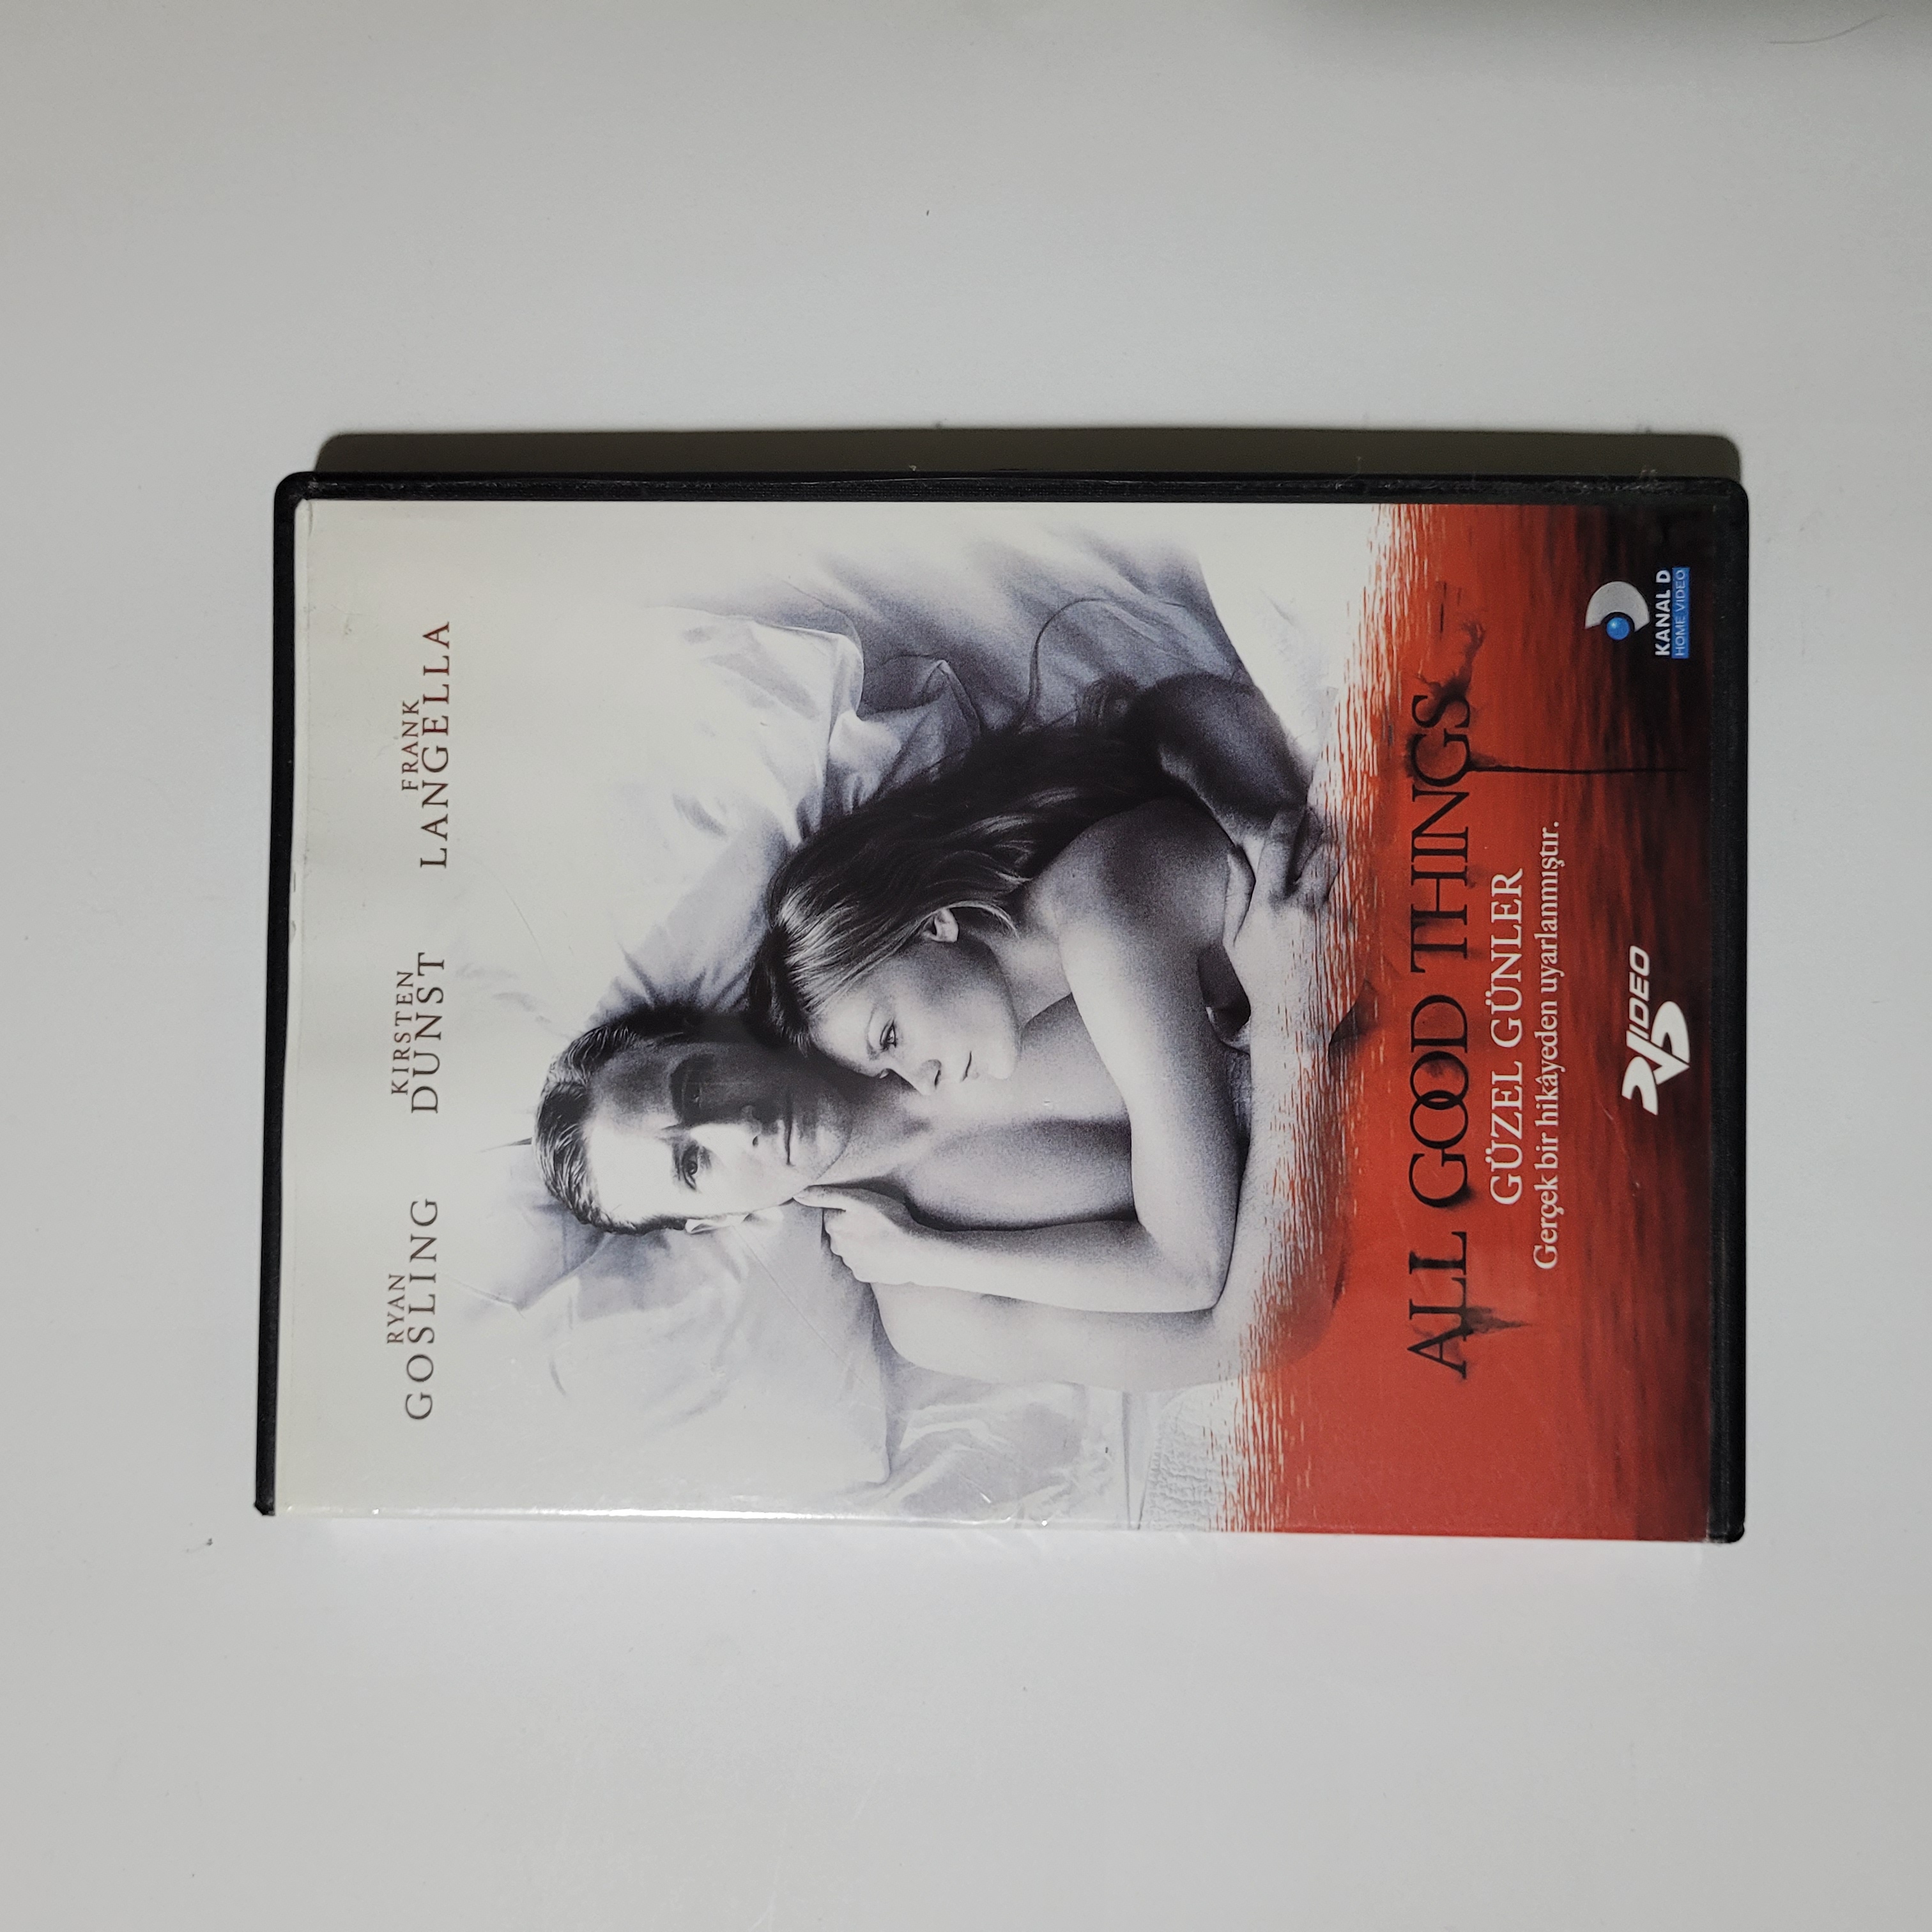 RYAN
GOSLING
KIRSTEN
DUNST
FRANK
LANGELLA
ALL GOOD THINGS
GÜZEL GÜNLER
Gerçek bir hikâyeden uyarlanmıştır.
VIDEO
KANAL D
HOME VIDEO